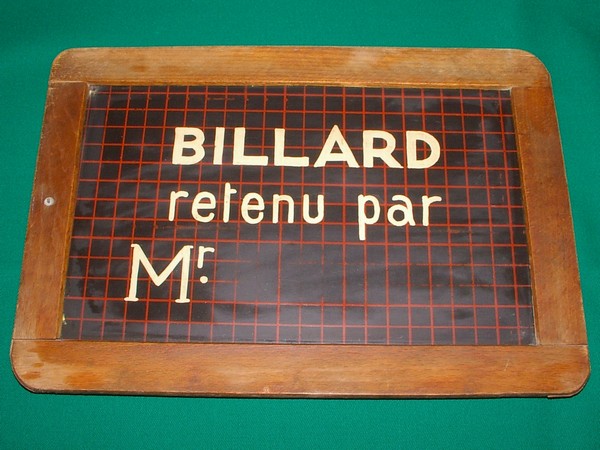 BILLARD
retenu par
Mr.